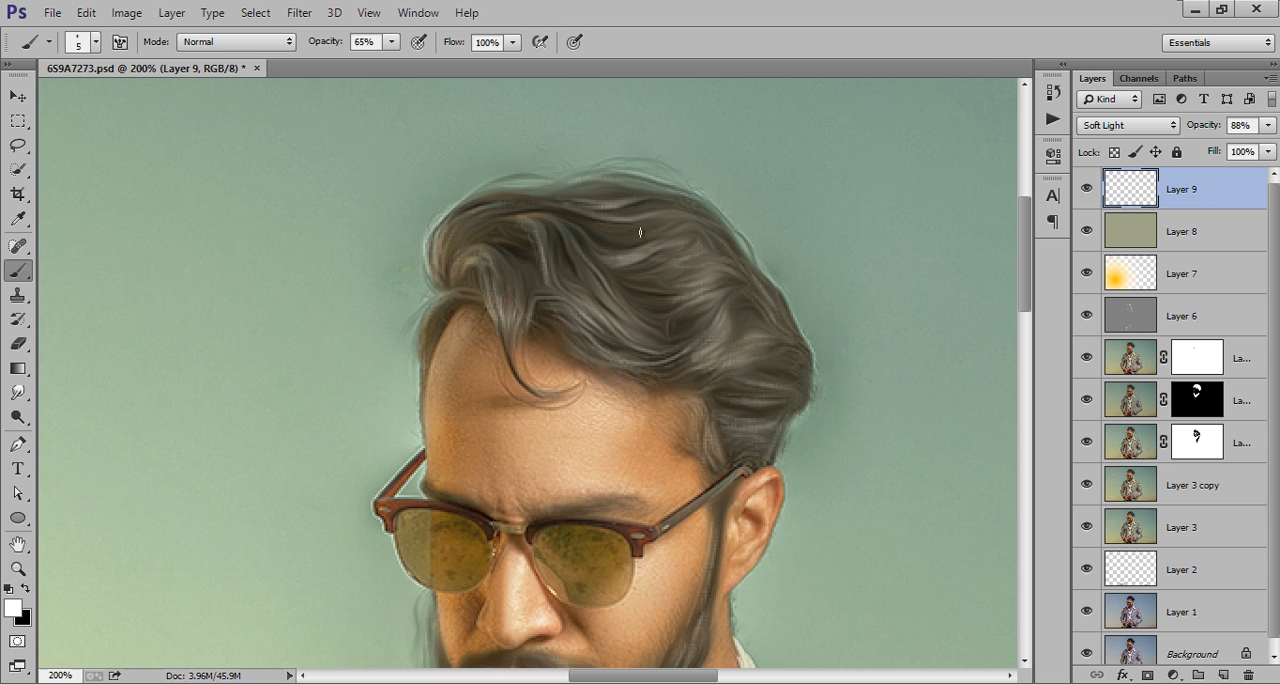 Ps File Edit Image Layer Type Select Filter 3D View Window Help
5 Mode: Normal Opacity: 65% Flow: 100% Essentials
6S9A7273.psd @ 200% (Layer 9, RGB/8) * ×
Layers Channels Paths
Kind
Soft Light Opacity: 88%
Lock: Fill: 100%
Layer 9
Layer 8
Layer 7
Layer 6
La...
La...
La...
Layer 3 copy
Layer 3
Layer 2
Layer 1
Background
200% Doc: 3.96M/45.9M